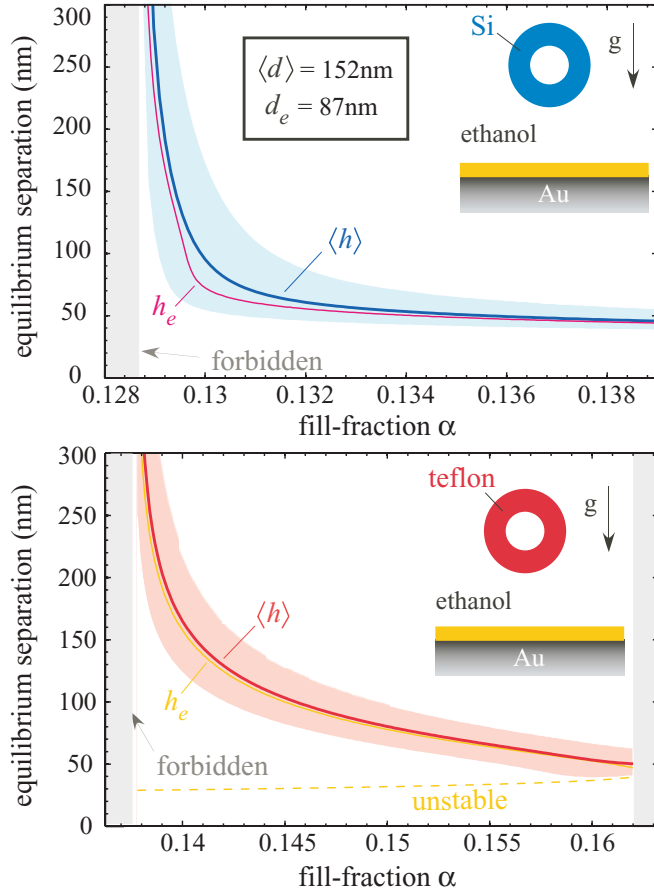 equilibrium separation (nm)
300
250
200
150
100
50
0
⟨d⟩ = 152nm
d_e = 87nm
Si
g
ethanol
Au
⟨h⟩
h_e
forbidden
0.128
0.13
0.132
0.134
0.136
0.138
fill-fraction α
equilibrium separation (nm)
300
250
200
150
100
50
0
teflon
g
ethanol
Au
⟨h⟩
h_e
forbidden
unstable
0.14
0.145
0.15
0.155
0.16
fill-fraction α